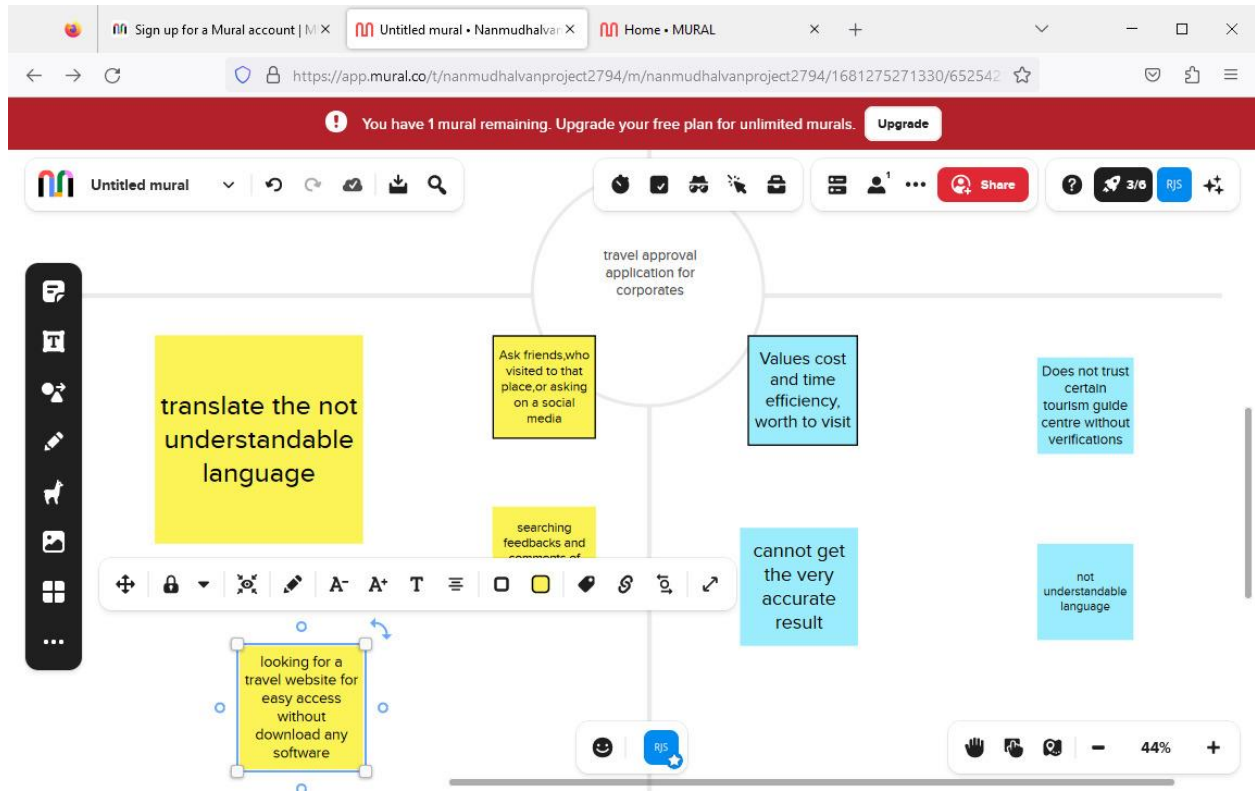 Sign up for a Mural account | M
Untitled mural • Nanmudhalvan
Home • MURAL
https://app.mural.co/t/nanmudhalvanproject2794/m/nanmudhalvanproject2794/1681275271330/652542
You have 1 mural remaining. Upgrade your free plan for unlimited murals.
Upgrade
Untitled mural
1
Share
3/6
RJS
travel approval
application for
corporates
translate the not
understandable
language
Ask friends,who
visited to that
place,or asking
on a social
media
Values cost
and time
efficiency,
worth to visit
Does not trust
certain
tourism guide
centre without
verifications
searching
feedbacks and
comments of
cannot get
the very
accurate
result
not
understandable
language
A- A+ T
looking for a
travel website for
easy access
without
download any
software
RJS
44%